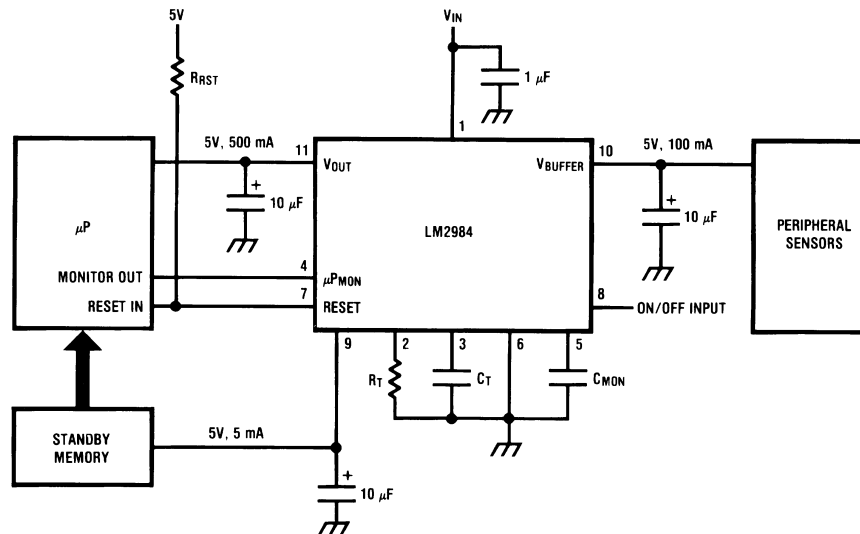 5V
VIN
RRST
1 μF
1
5V, 500 mA
11
VOUT
VBUFFER
10
5V, 100 mA
+
10 μF
+
10 μF
μP
LM2984
PERIPHERAL
SENSORS
MONITOR OUT
4
μPMON
RESET IN
7
RESET
8
ON/OFF INPUT
9
2
3
6
5
RT
CT
CMON
STANDBY
MEMORY
5V, 5 mA
+
10 μF